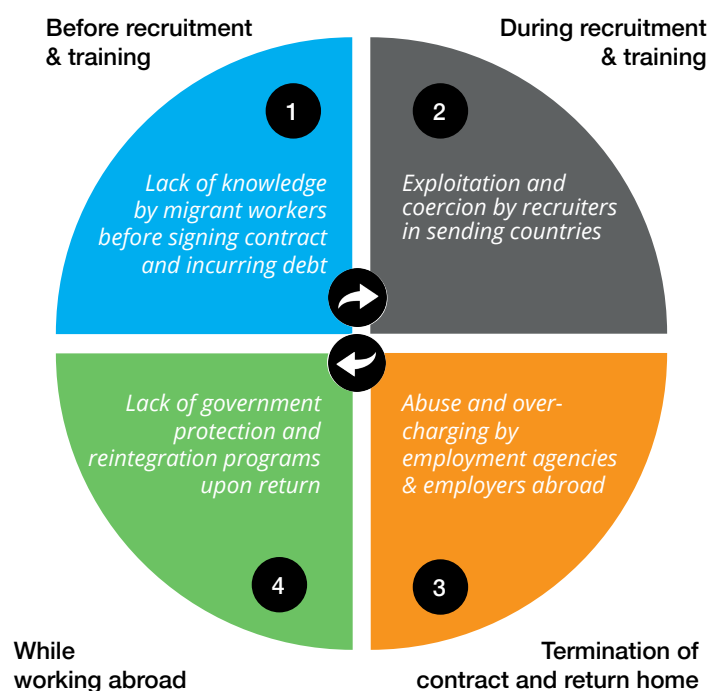 Before recruitment
& training
During recruitment
& training
1
Lack of knowledge
by migrant workers
before signing contract
and incurring debt
2
Exploitation and
coercion by recruiters
in sending countries
Lack of government
protection and
reintegration programs
upon return
4
Abuse and over-
charging by
employment agencies
& employers abroad
3
While
working abroad
Termination of
contract and return home